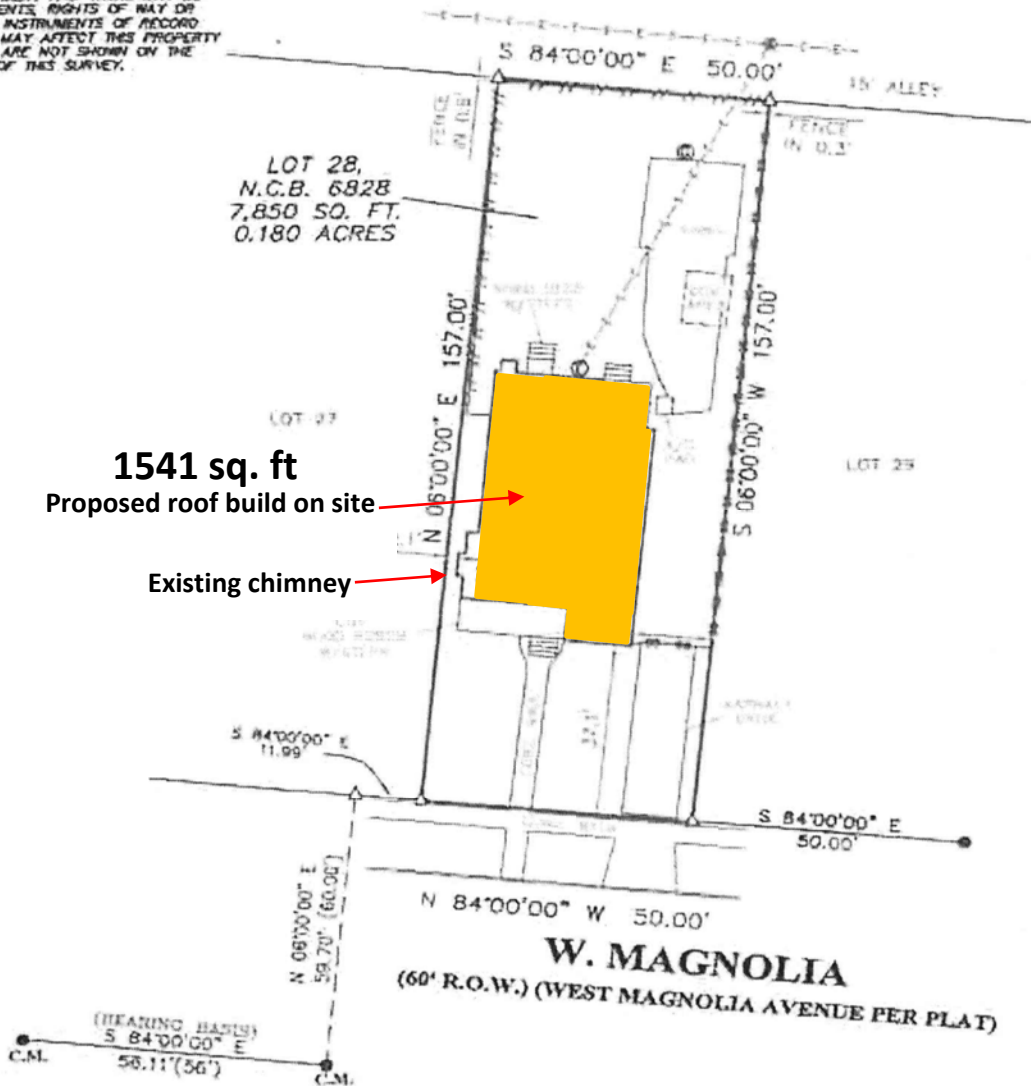 ENTS, RIGHTS OF WAY OR
INSTRUMENTS OF RECORD
MAY AFFECT THIS PROPERTY
ARE NOT SHOWN ON THE
OF THIS SURVEY.
S 84°00'00" E 50.00'
15' ALLEY
FENCE
IN 0.8'
FENCE
IN 0.3'
LOT 28,
N.C.B. 6828
7,850 SQ. FT.
0.180 ACRES
N 06°00'00" E 157.00'
S 06°00'00" W 157.00'
LOT 27
LOT 29
1541 sq. ft
Proposed roof build on site
Existing chimney
S 84°00'00" E
11.99'
S 84°00'00" E
50.00'
N 06°00'00" E
59.70' (60.00')
N 84°00'00" W 50.00'
W. MAGNOLIA
(60' R.O.W.) (WEST MAGNOLIA AVENUE PER PLAT)
(BEARING BASIS)
S 84°00'00" E
56.11'(56')
C.M.
C.M.